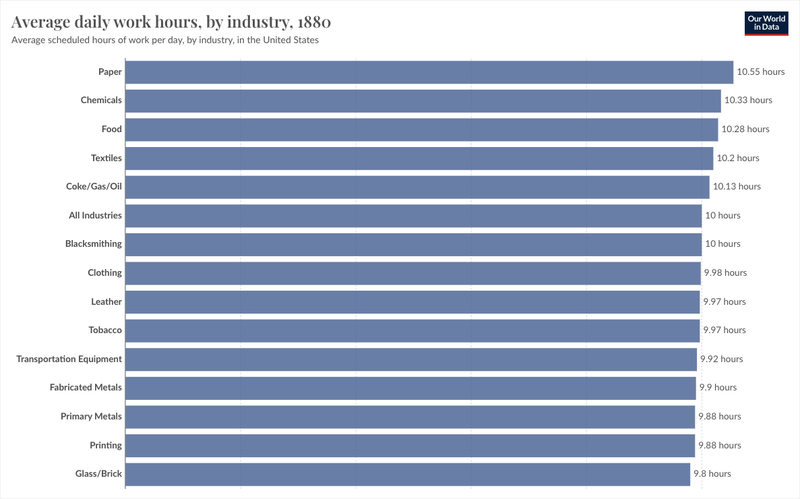 Average daily work hours, by industry, 1880
Our World
in Data
Average scheduled hours of work per day, by industry, in the United States
Paper 10.55 hours
Chemicals 10.33 hours
Food 10.28 hours
Textiles 10.2 hours
Coke/Gas/Oil 10.13 hours
All Industries 10 hours
Blacksmithing 10 hours
Clothing 9.98 hours
Leather 9.97 hours
Tobacco 9.97 hours
Transportation Equipment 9.92 hours
Fabricated Metals 9.9 hours
Primary Metals 9.88 hours
Printing 9.88 hours
Glass/Brick 9.8 hours